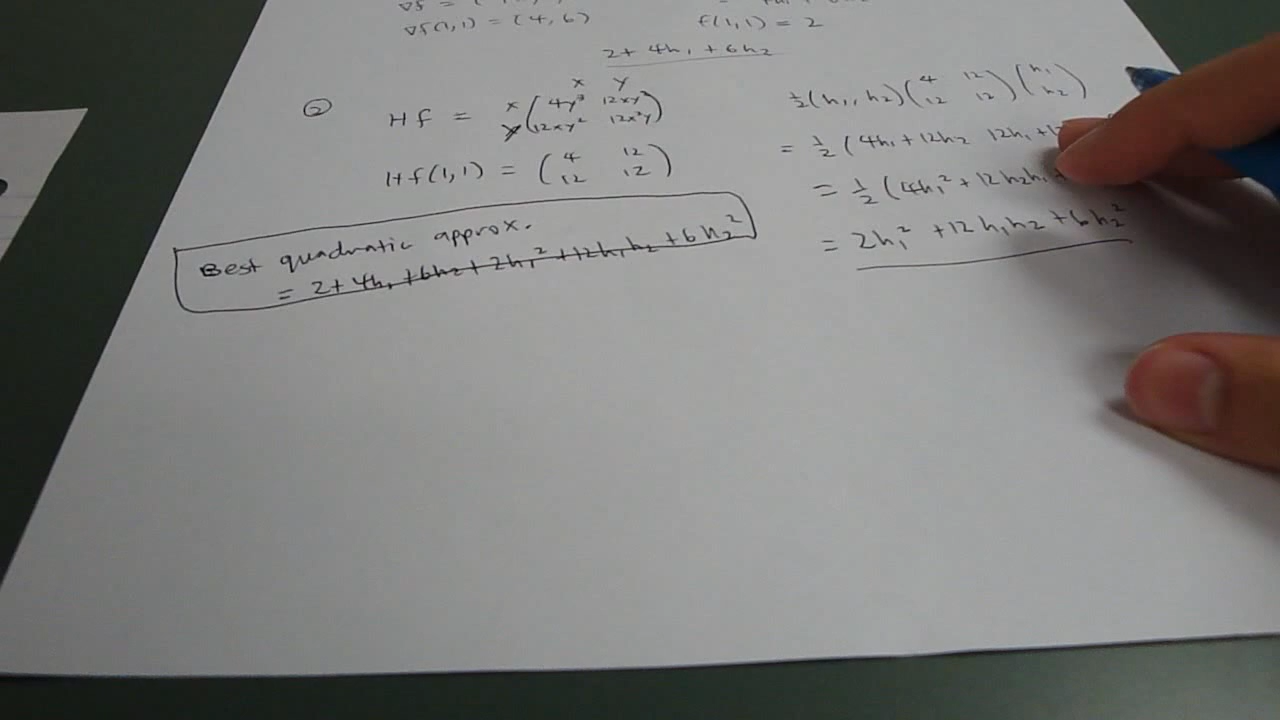 ∇f(1,1) = (4, 6)
f(1,1) = 2
2 + 4h₁ + 6h₂
②
x y
Hf = x (4y³ 12xy²
y 12xy² 12x²y)
Hf(1,1) = (4 12
12 12)
Best quadratic approx.
= 2 + 4h₁ + 6h₂ + 2h₁² + 12h₁h₂ + 6h₂²
½(h₁, h₂)(4 12
12 12)(h₁
h₂)
= ½(4h₁ + 12h₂ 12h₁ +
= ½(4h₁² + 12h₂h₁ +
= 2h₁² + 12h₁h₂ + 6h₂²